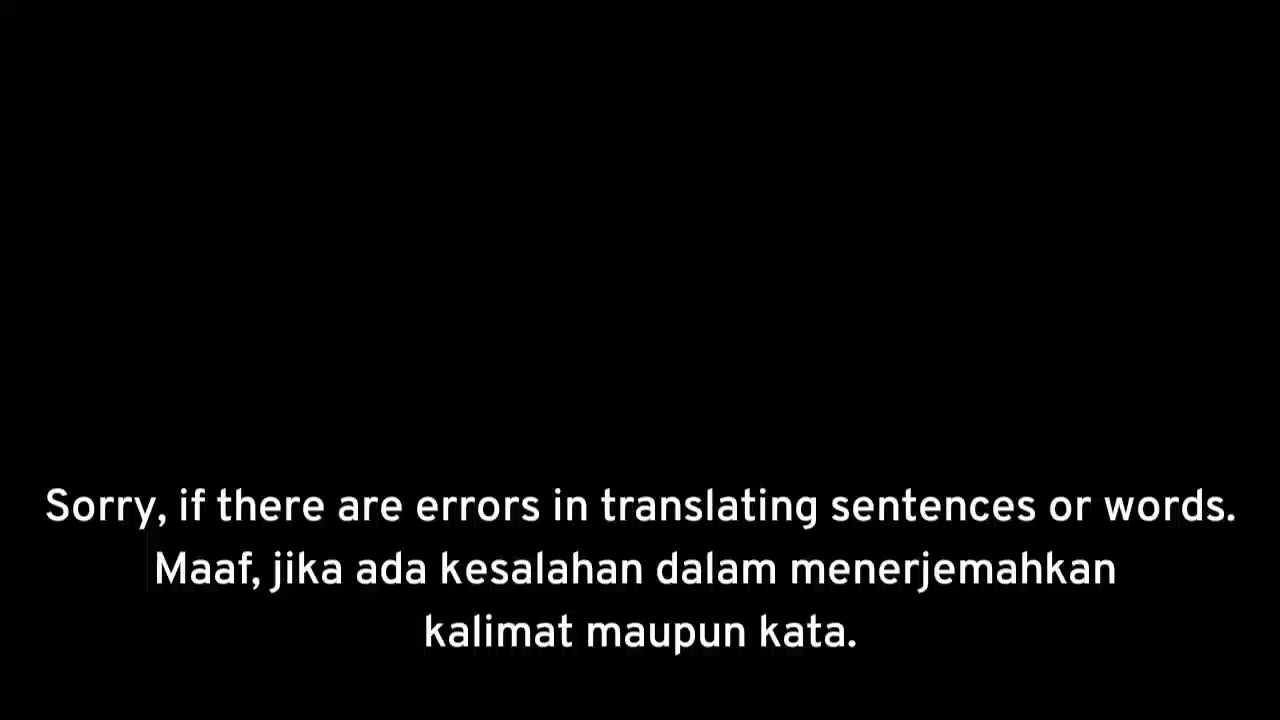 Sorry, if there are errors in translating sentences or words.
Maaf, jika ada kesalahan dalam menerjemahkan
kalimat maupun kata.